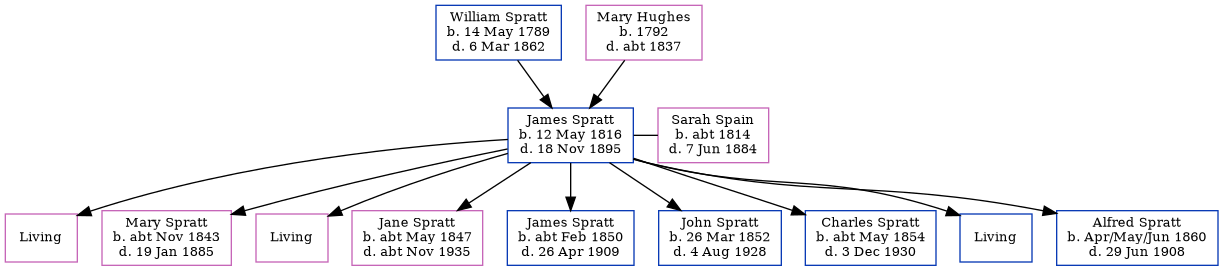 William Spratt
b. 14 May 1789
d. 6 Mar 1862
Mary Hughes
b. 1792
d. abt 1837
James Spratt
b. 12 May 1816
d. 18 Nov 1895
Sarah Spain
b. abt 1814
d. 7 Jun 1884
Living
Mary Spratt
b. abt Nov 1843
d. 19 Jan 1885
Living
Jane Spratt
b. abt May 1847
d. abt Nov 1935
James Spratt
b. abt Feb 1850
d. 26 Apr 1909
John Spratt
b. 26 Mar 1852
d. 4 Aug 1928
Charles Spratt
b. abt May 1854
d. 3 Dec 1930
Living
Alfred Spratt
b. Apr/May/Jun 1860
d. 29 Jun 1908